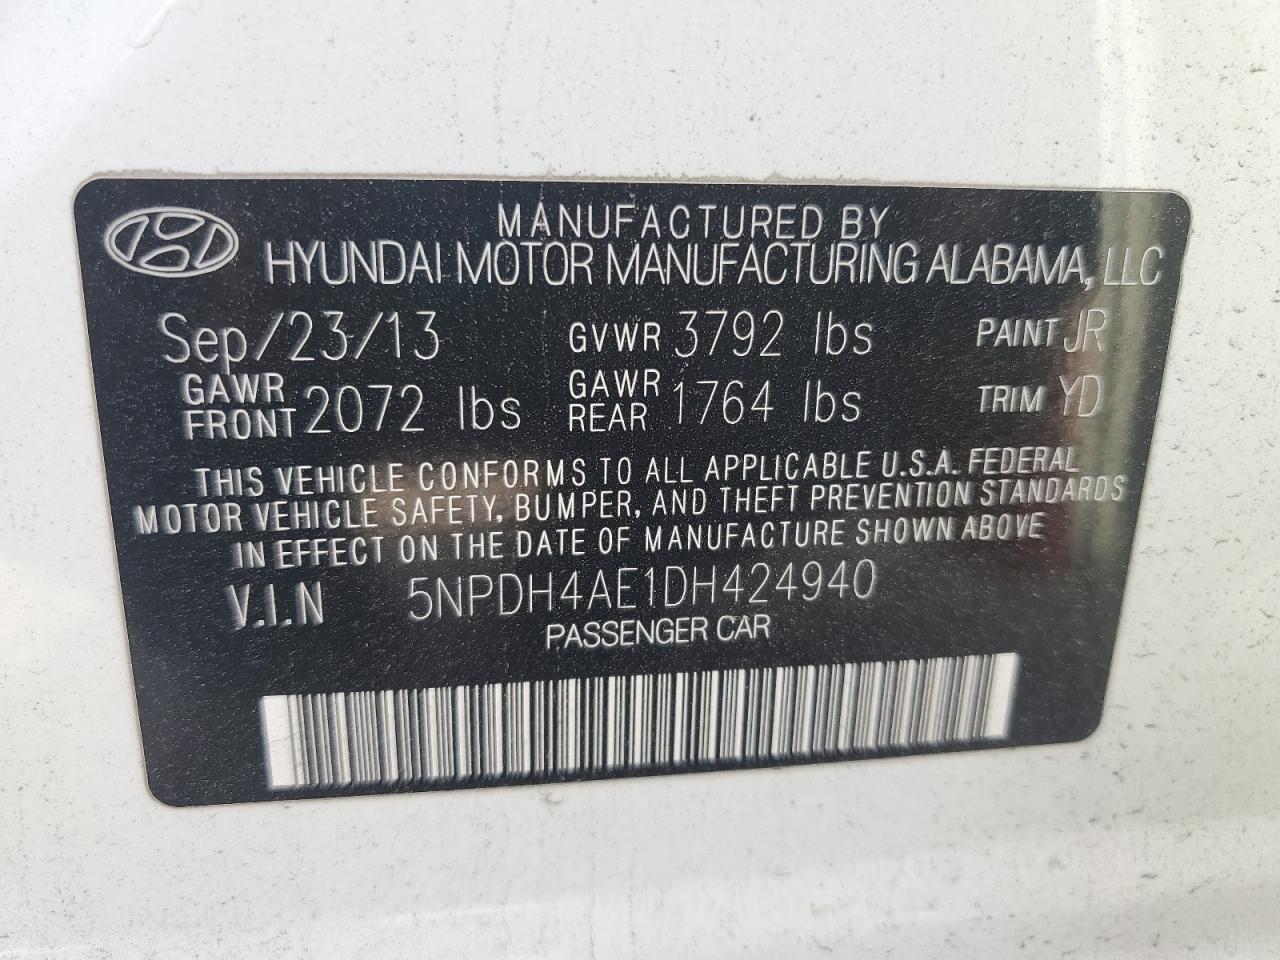 MANUFACTURED BY
HYUNDAI MOTOR MANUFACTURING ALABAMA, LLC
Sep/23/13 GVWR 3792 lbs PAINT JR
GAWR FRONT 2072 lbs GAWR REAR 1764 lbs TRIM YD
THIS VEHICLE CONFORMS TO ALL APPLICABLE U.S.A. FEDERAL
MOTOR VEHICLE SAFETY, BUMPER, AND THEFT PREVENTION STANDARDS
IN EFFECT ON THE DATE OF MANUFACTURE SHOWN ABOVE
V.I.N 5NPDH4AE1DH424940
PASSENGER CAR